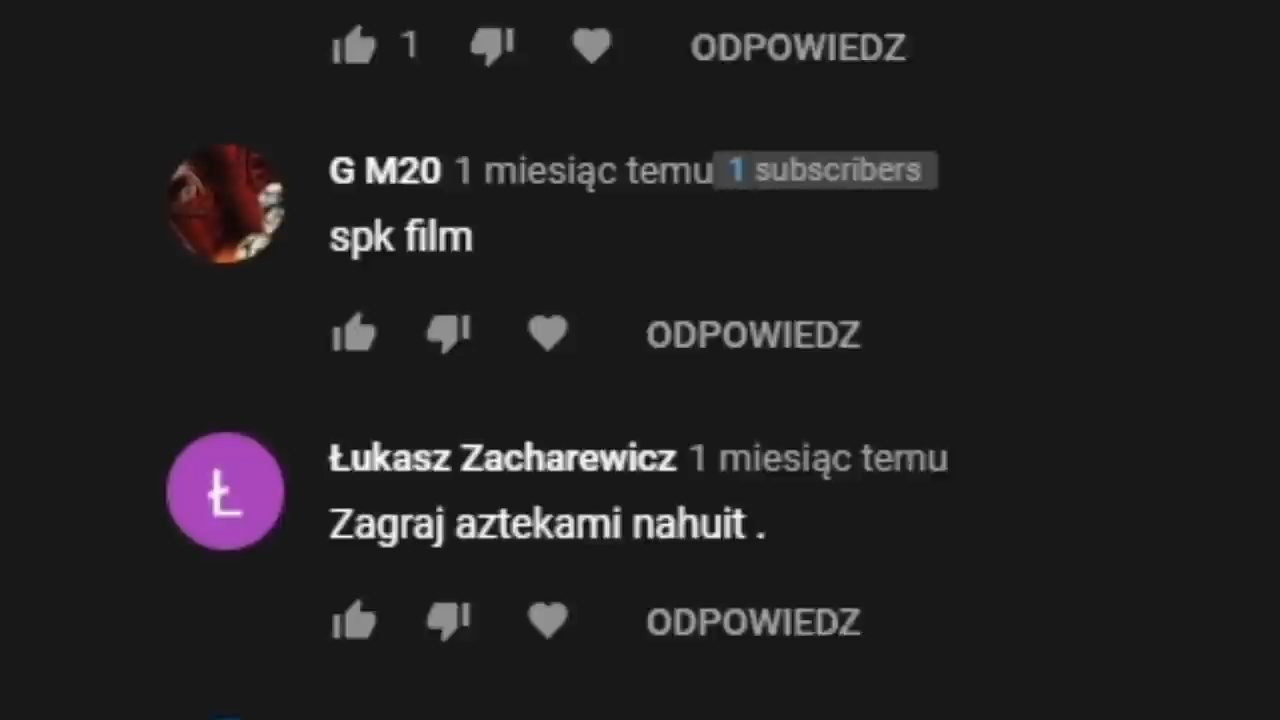 1 ODPOWIEDZ
G M20 1 miesiąc temu 1 subscribers
spk film
ODPOWIEDZ
Ł
Łukasz Zacharewicz 1 miesiąc temu
Zagraj aztekami nahuit .
ODPOWIEDZ